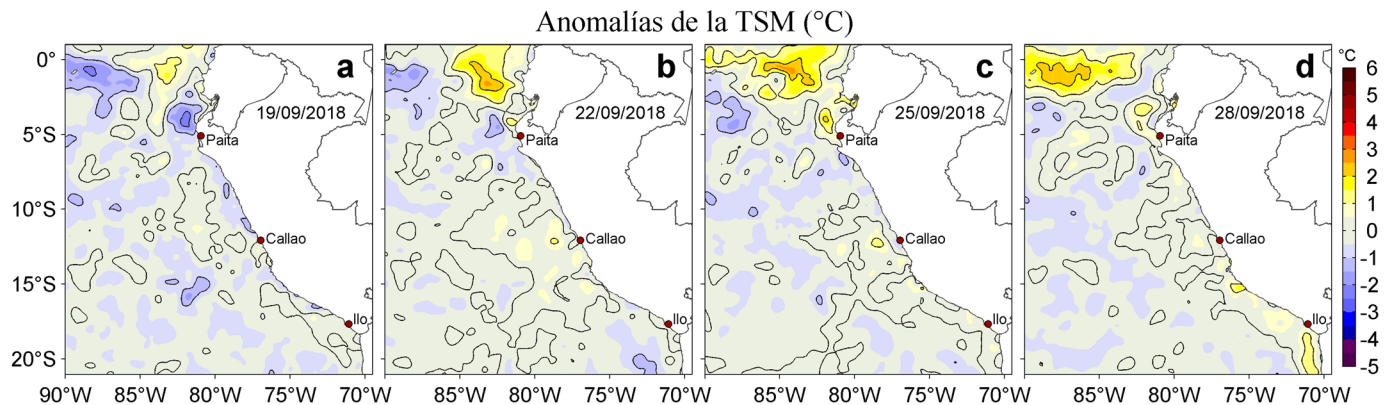 Anomalías de la TSM (°C)
a
19/09/2018
Paita
Callao
Ilo
b
22/09/2018
Paita
Callao
Ilo
c
25/09/2018
Paita
Callao
Ilo
d
28/09/2018
Paita
Callao
Ilo
0°
5°S
10°S
15°S
20°S
90°W 85°W 80°W 75°W 70°W
85°W 80°W 75°W 70°W
85°W 80°W 75°W 70°W
85°W 80°W 75°W 70°W
°C
6
5
4
3
2
1
0
-1
-2
-3
-4
-5